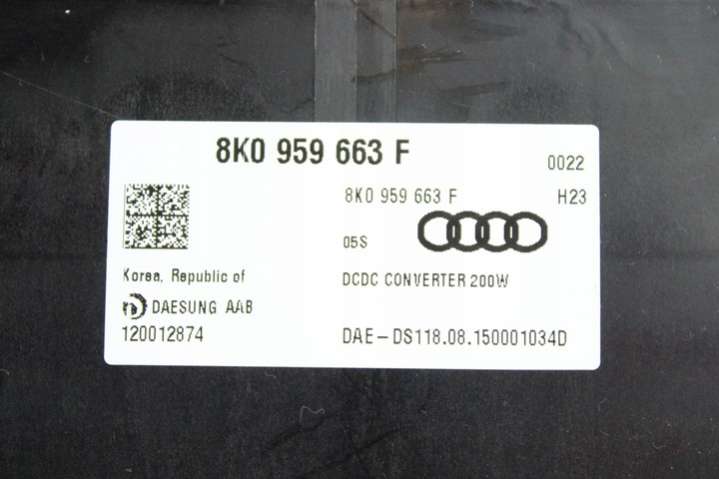 8K0 959 663 F
0022
8K0 959 663 F
H23
05S
Korea, Republic of
DCDC CONVERTER 200W
DAESUNG AAB
120012874
DAE-DS118.08.150001034D